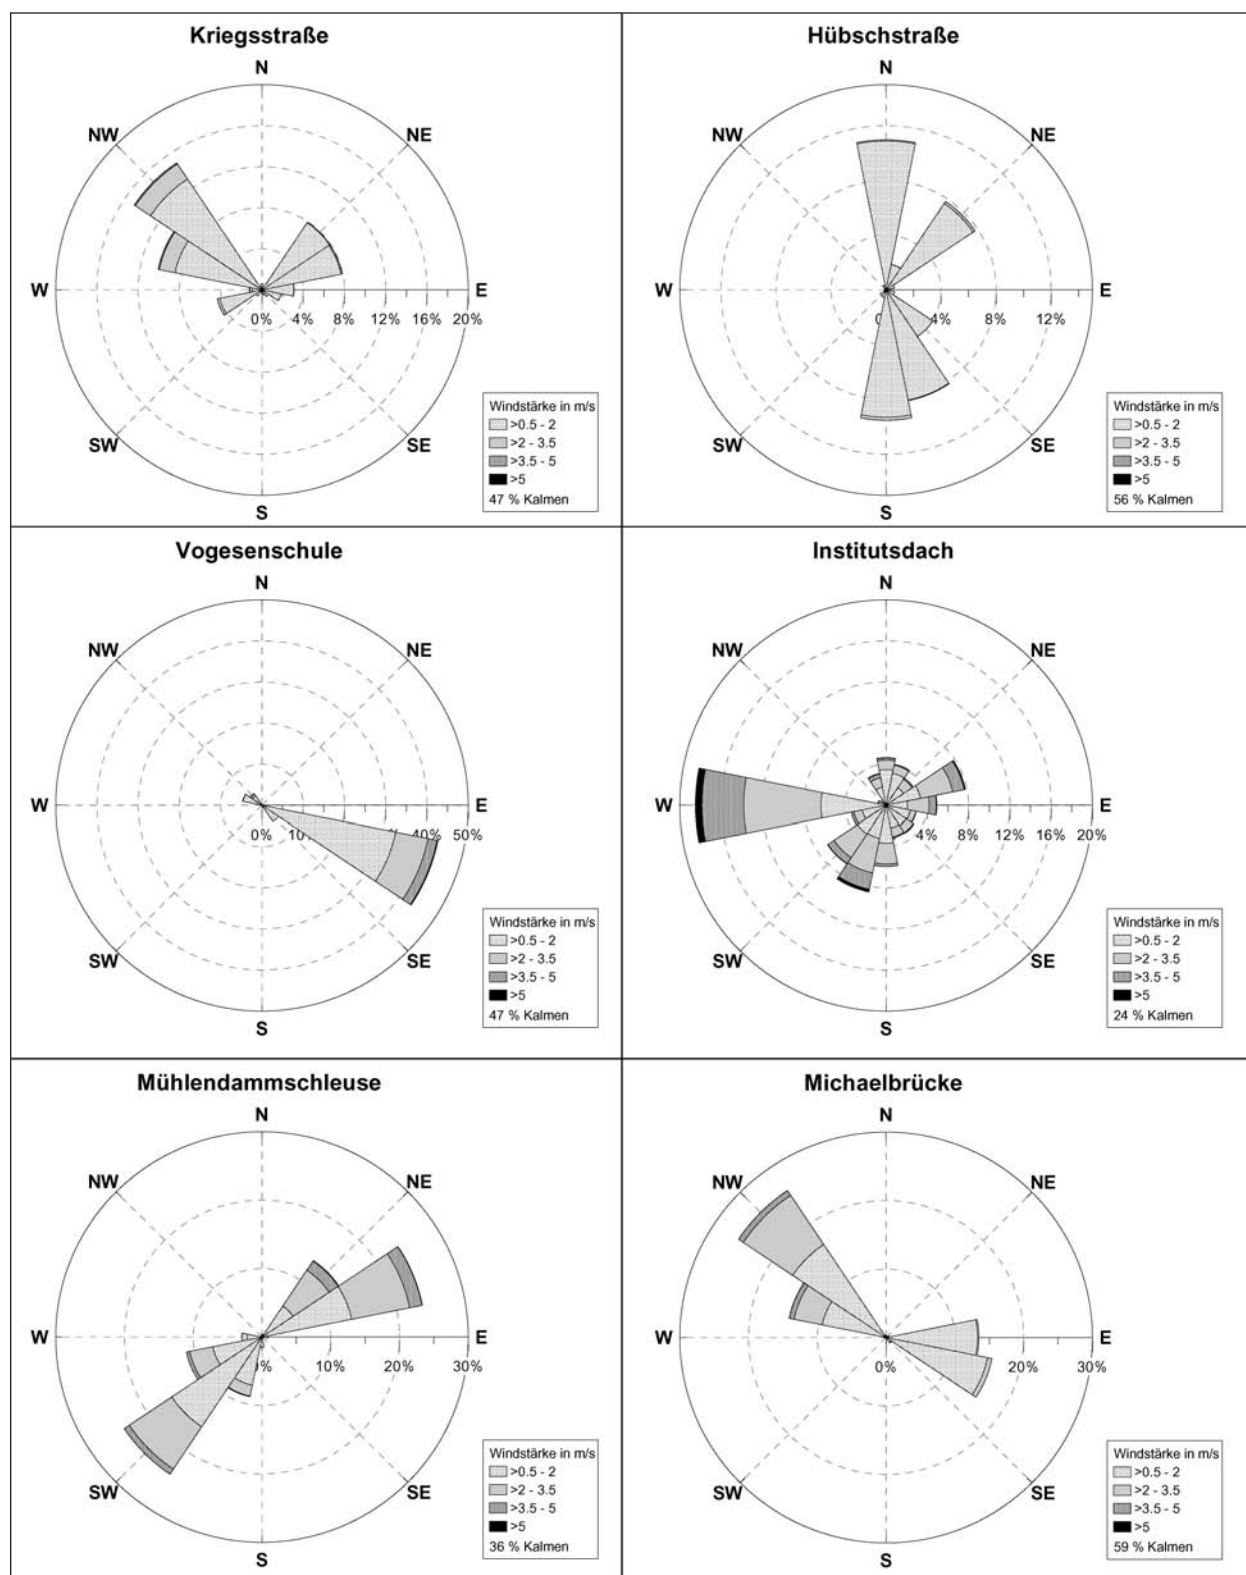 Kriegsstraße
N
NW
NE
W
E
0% 4% 8% 12% 16% 20%
SW
SE
S
Windstärke in m/s
>0.5 - 2
>2 - 3.5
>3.5 - 5
>5
47 % Kalmen
Hübschstraße
N
NW
NE
W
E
4% 8% 12%
SW
SE
S
Windstärke in m/s
>0.5 - 2
>2 - 3.5
>3.5 - 5
>5
56 % Kalmen
Vogesenschule
N
NW
NE
W
E
0% 40% 50%
SW
SE
S
Windstärke in m/s
>0.5 - 2
>2 - 3.5
>3.5 - 5
>5
47 % Kalmen
Institutsdach
N
NW
NE
W
E
4% 8% 12% 16% 20%
SW
SE
S
Windstärke in m/s
>0.5 - 2
>2 - 3.5
>3.5 - 5
>5
24 % Kalmen
Mühlendammschleuse
N
NW
NE
W
E
0% 10% 20% 30%
SW
SE
S
Windstärke in m/s
>0.5 - 2
>2 - 3.5
>3.5 - 5
>5
36 % Kalmen
Michaelbrücke
N
NW
NE
W
E
0% 20% 30%
SW
SE
S
Windstärke in m/s
>0.5 - 2
>2 - 3.5
>3.5 - 5
>5
59 % Kalmen